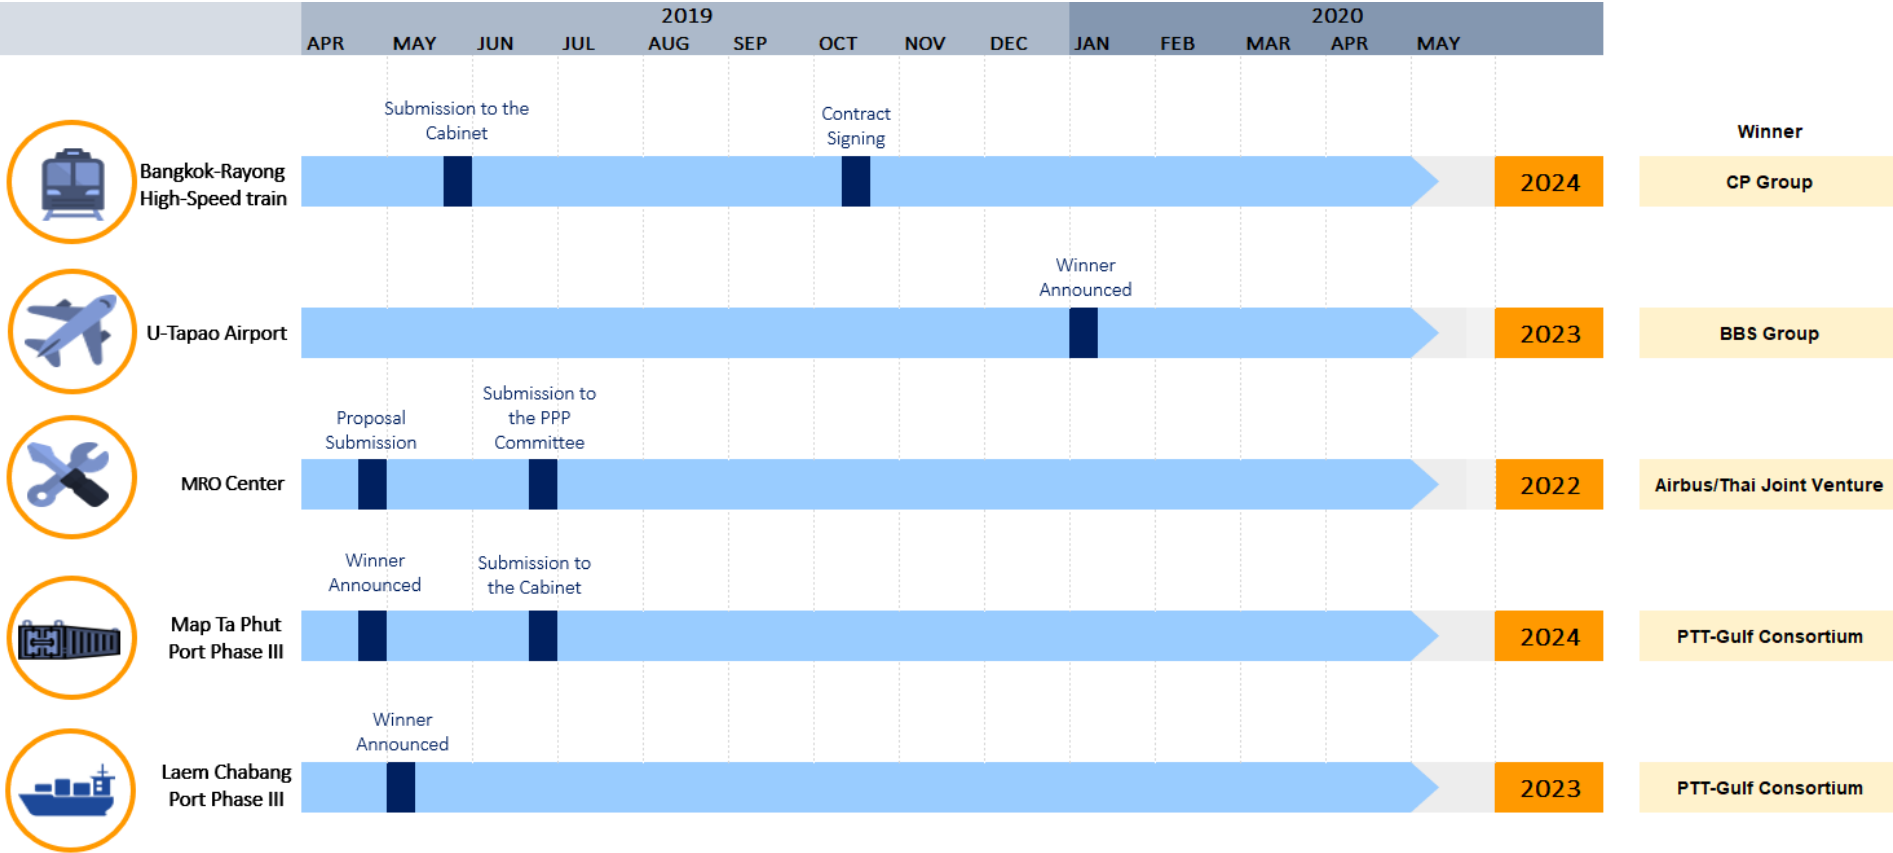 2019
2020
APR MAY JUN JUL AUG SEP OCT NOV DEC JAN FEB MAR APR MAY
Submission to the
Cabinet
Contract
Signing
Winner
Bangkok-Rayong
High-Speed train
2024
CP Group
Winner
Announced
U-Tapao Airport
2023
BBS Group
Proposal
Submission
Submission to
the PPP
Committee
MRO Center
2022
Airbus/Thai Joint Venture
Winner
Announced
Submission to
the Cabinet
Map Ta Phut
Port Phase III
2024
PTT-Gulf Consortium
Winner
Announced
Laem Chabang
Port Phase III
2023
PTT-Gulf Consortium